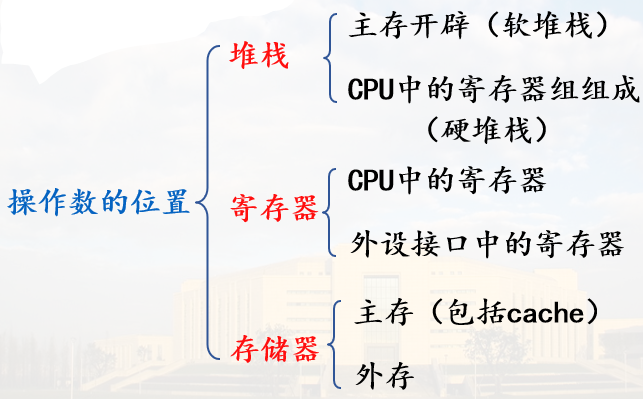 操作数的位置
堆栈
主存开辟（软堆栈）
CPU中的寄存器组组成
（硬堆栈）
寄存器
CPU中的寄存器
外设接口中的寄存器
存储器
主存（包括cache）
外存